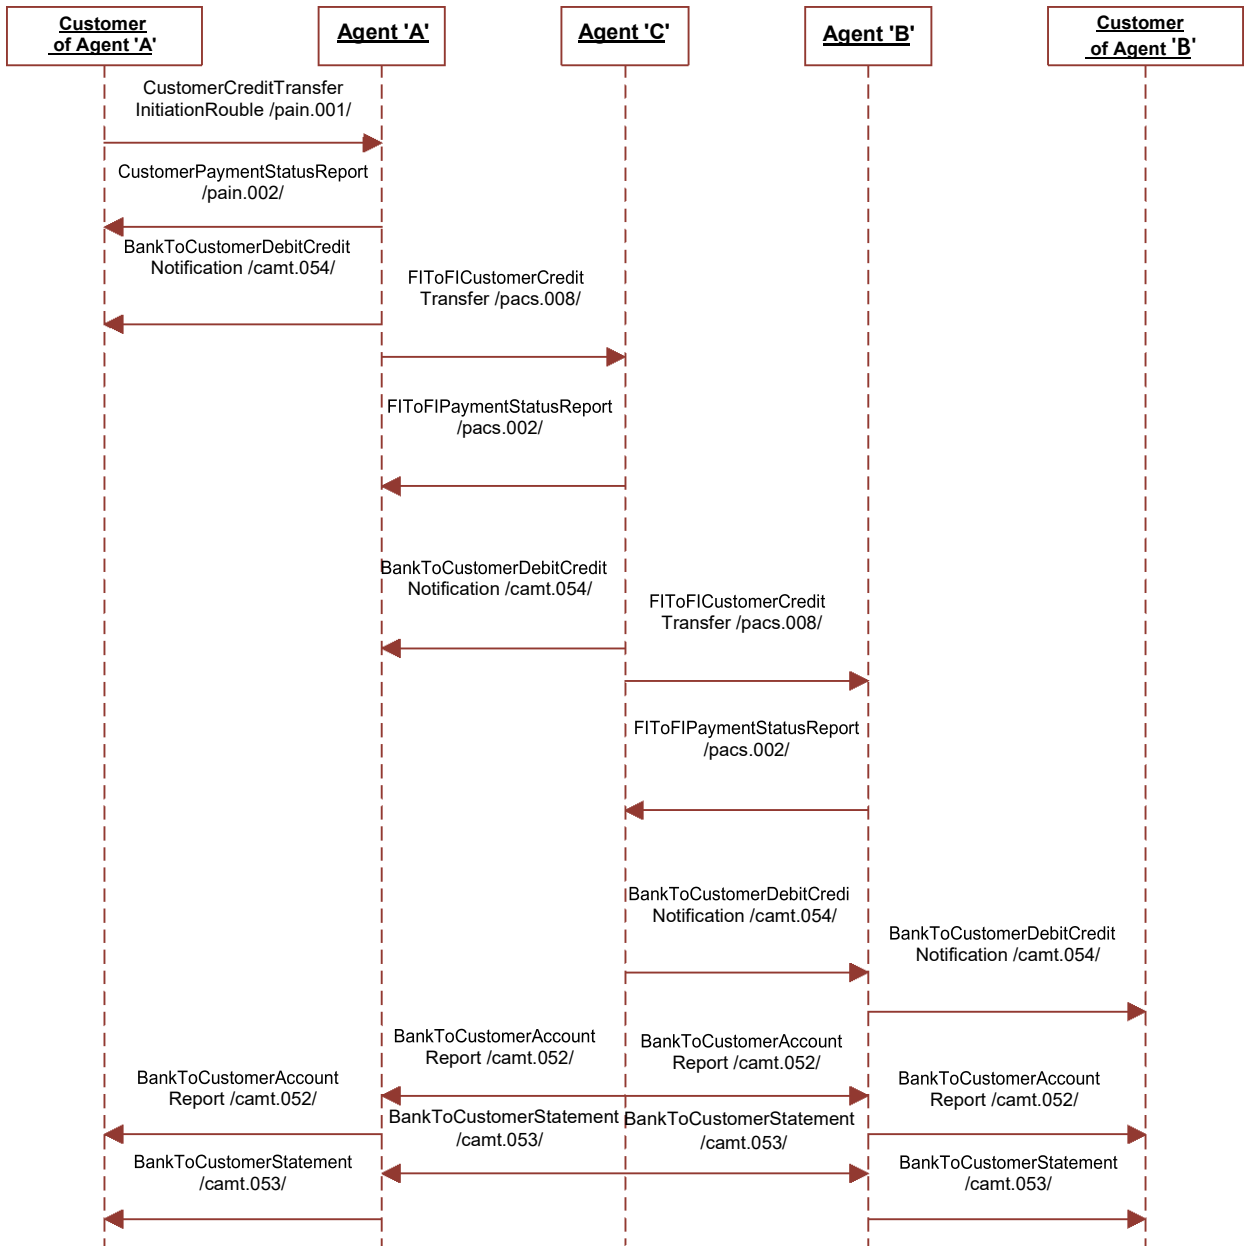 Customer
of Agent 'A'
Agent 'A'
Agent 'C'
Agent 'B'
Customer
of Agent 'B'
CustomerCreditTransfer
InitiationRouble /pain.001/
CustomerPaymentStatusReport
/pain.002/
BankToCustomerDebitCredit
Notification /camt.054/
FIToFICustomerCredit
Transfer /pacs.008/
FIToFIPaymentStatusReport
/pacs.002/
BankToCustomerDebitCredit
Notification /camt.054/
FIToFICustomerCredit
Transfer /pacs.008/
FIToFIPaymentStatusReport
/pacs.002/
BankToCustomerDebitCredi
Notification /camt.054/
BankToCustomerDebitCredit
Notification /camt.054/
BankToCustomerAccount
Report /camt.052/
BankToCustomerAccount
Report /camt.052/
BankToCustomerAccount
Report /camt.052/
BankToCustomerAccount
Report /camt.052/
BankToCustomerStatement
/camt.053/
BankToCustomerStatement
/camt.053/
BankToCustomerStatement
/camt.053/
BankToCustomerStatement
/camt.053/